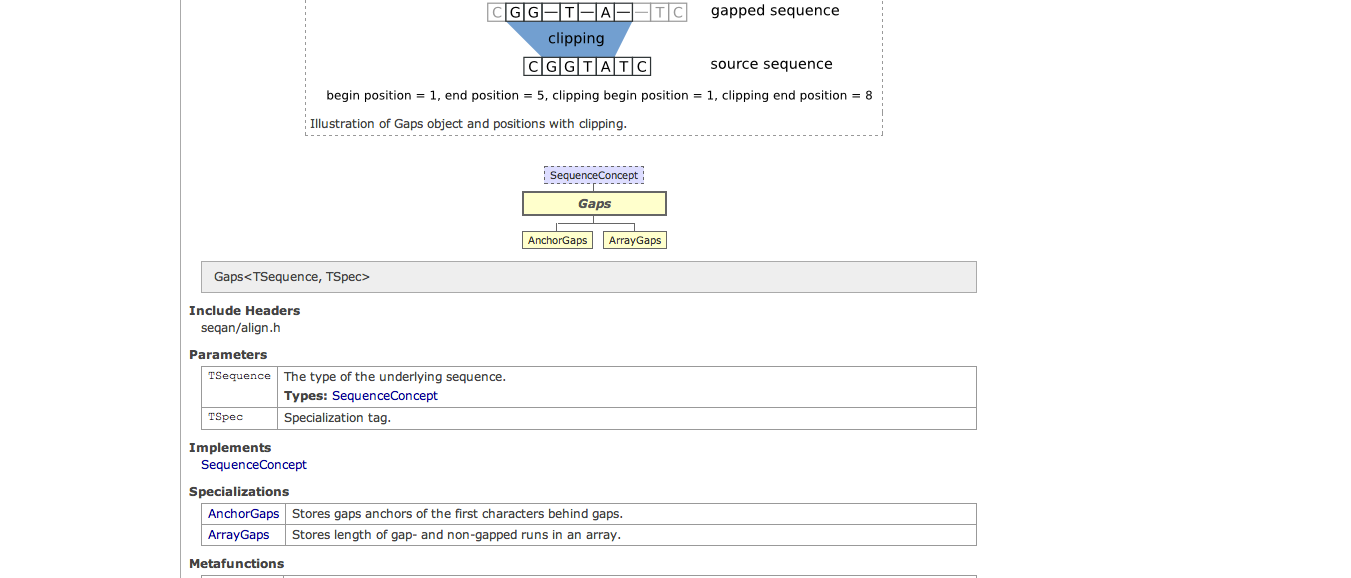 CGG—T—A——TC gapped sequence
clipping
CGGTATC source sequence
begin position = 1, end position = 5, clipping begin position = 1, clipping end position = 8
Illustration of Gaps object and positions with clipping.
SequenceConcept
Gaps
AnchorGaps ArrayGaps
Gaps<TSequence, TSpec>
Include Headers
seqan/align.h
Parameters
TSequence The type of the underlying sequence.
Types: SequenceConcept
TSpec Specialization tag.
Implements
SequenceConcept
Specializations
AnchorGaps Stores gaps anchors of the first characters behind gaps.
ArrayGaps Stores length of gap- and non-gapped runs in an array.
Metafunctions